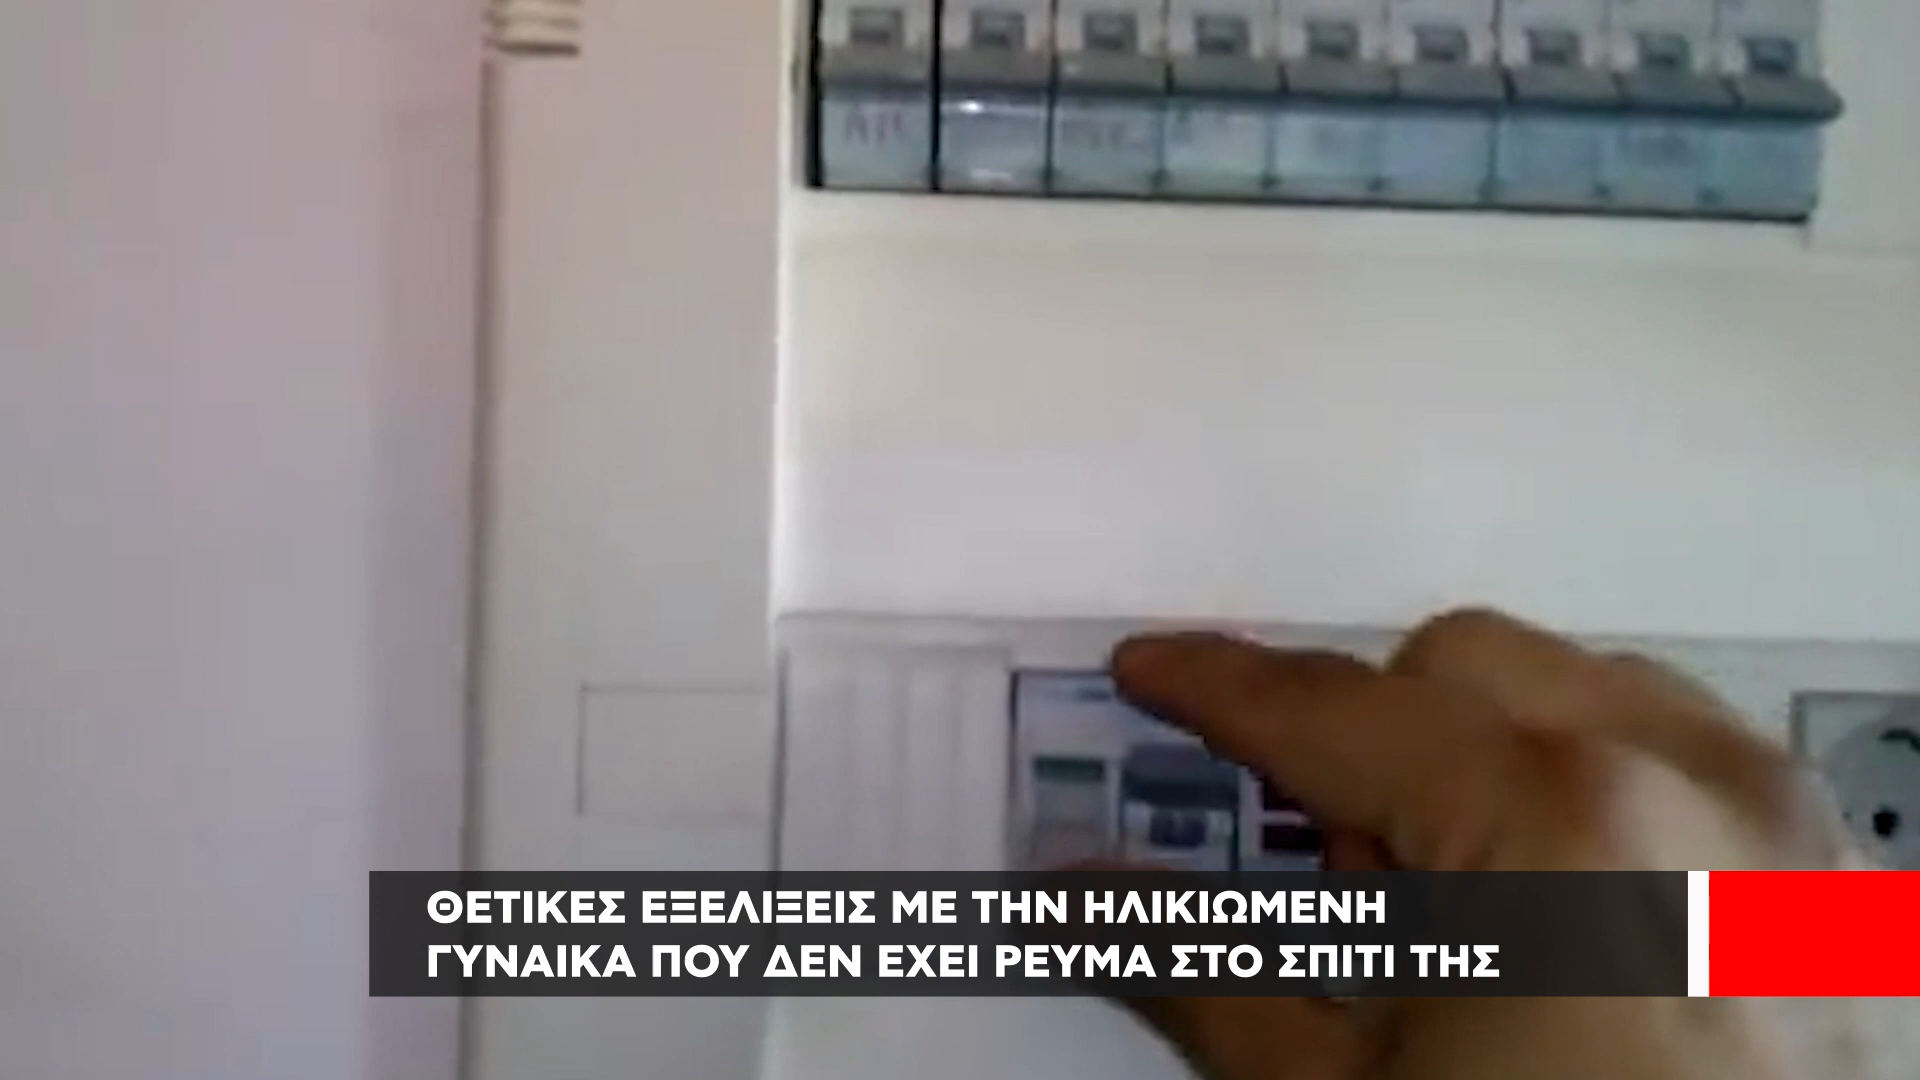 ΘΕΤΙΚΕΣ ΕΞΕΛΙΞΕΙΣ ΜΕ ΤΗΝ ΗΛΙΚΙΩΜΕΝΗ
ΓΥΝΑΙΚΑ ΠΟΥ ΔΕΝ ΕΧΕΙ ΡΕΥΜΑ ΣΤΟ ΣΠΙΤΙ ΤΗΣ